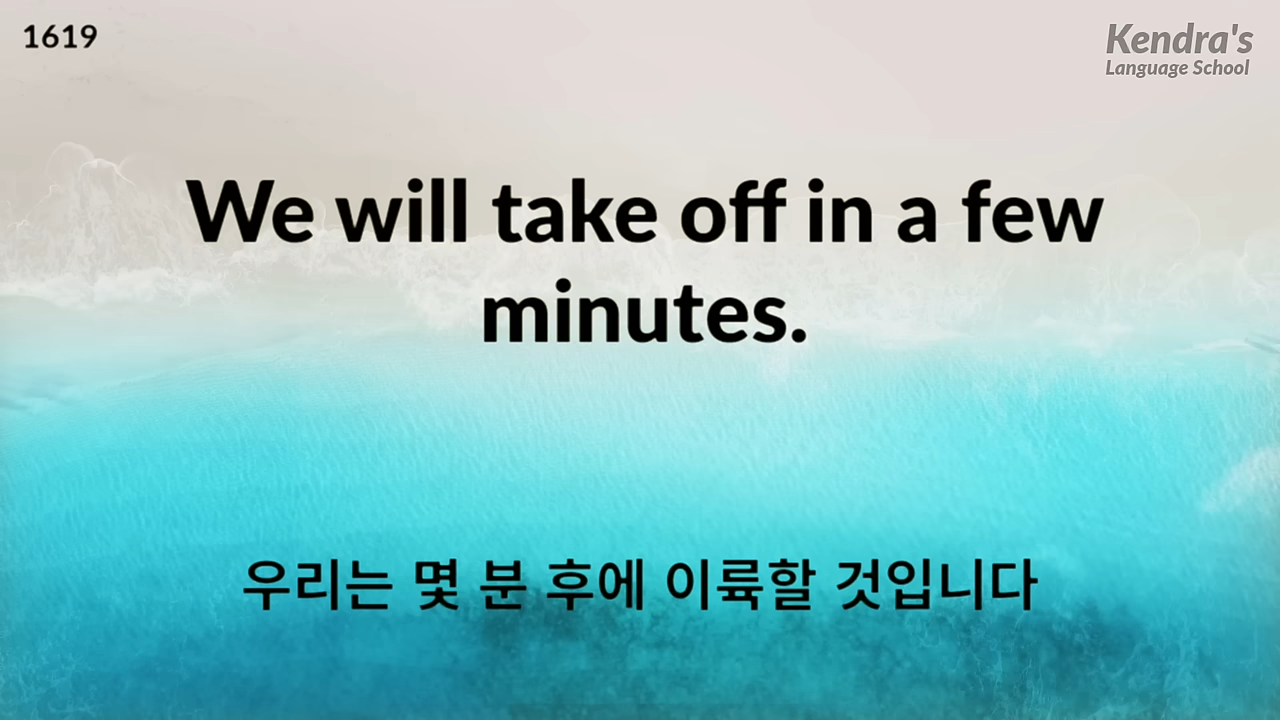 1619
Kendra's
Language School
We will take off in a few
minutes.
우리는 몇 분 후에 이륙할 것입니다